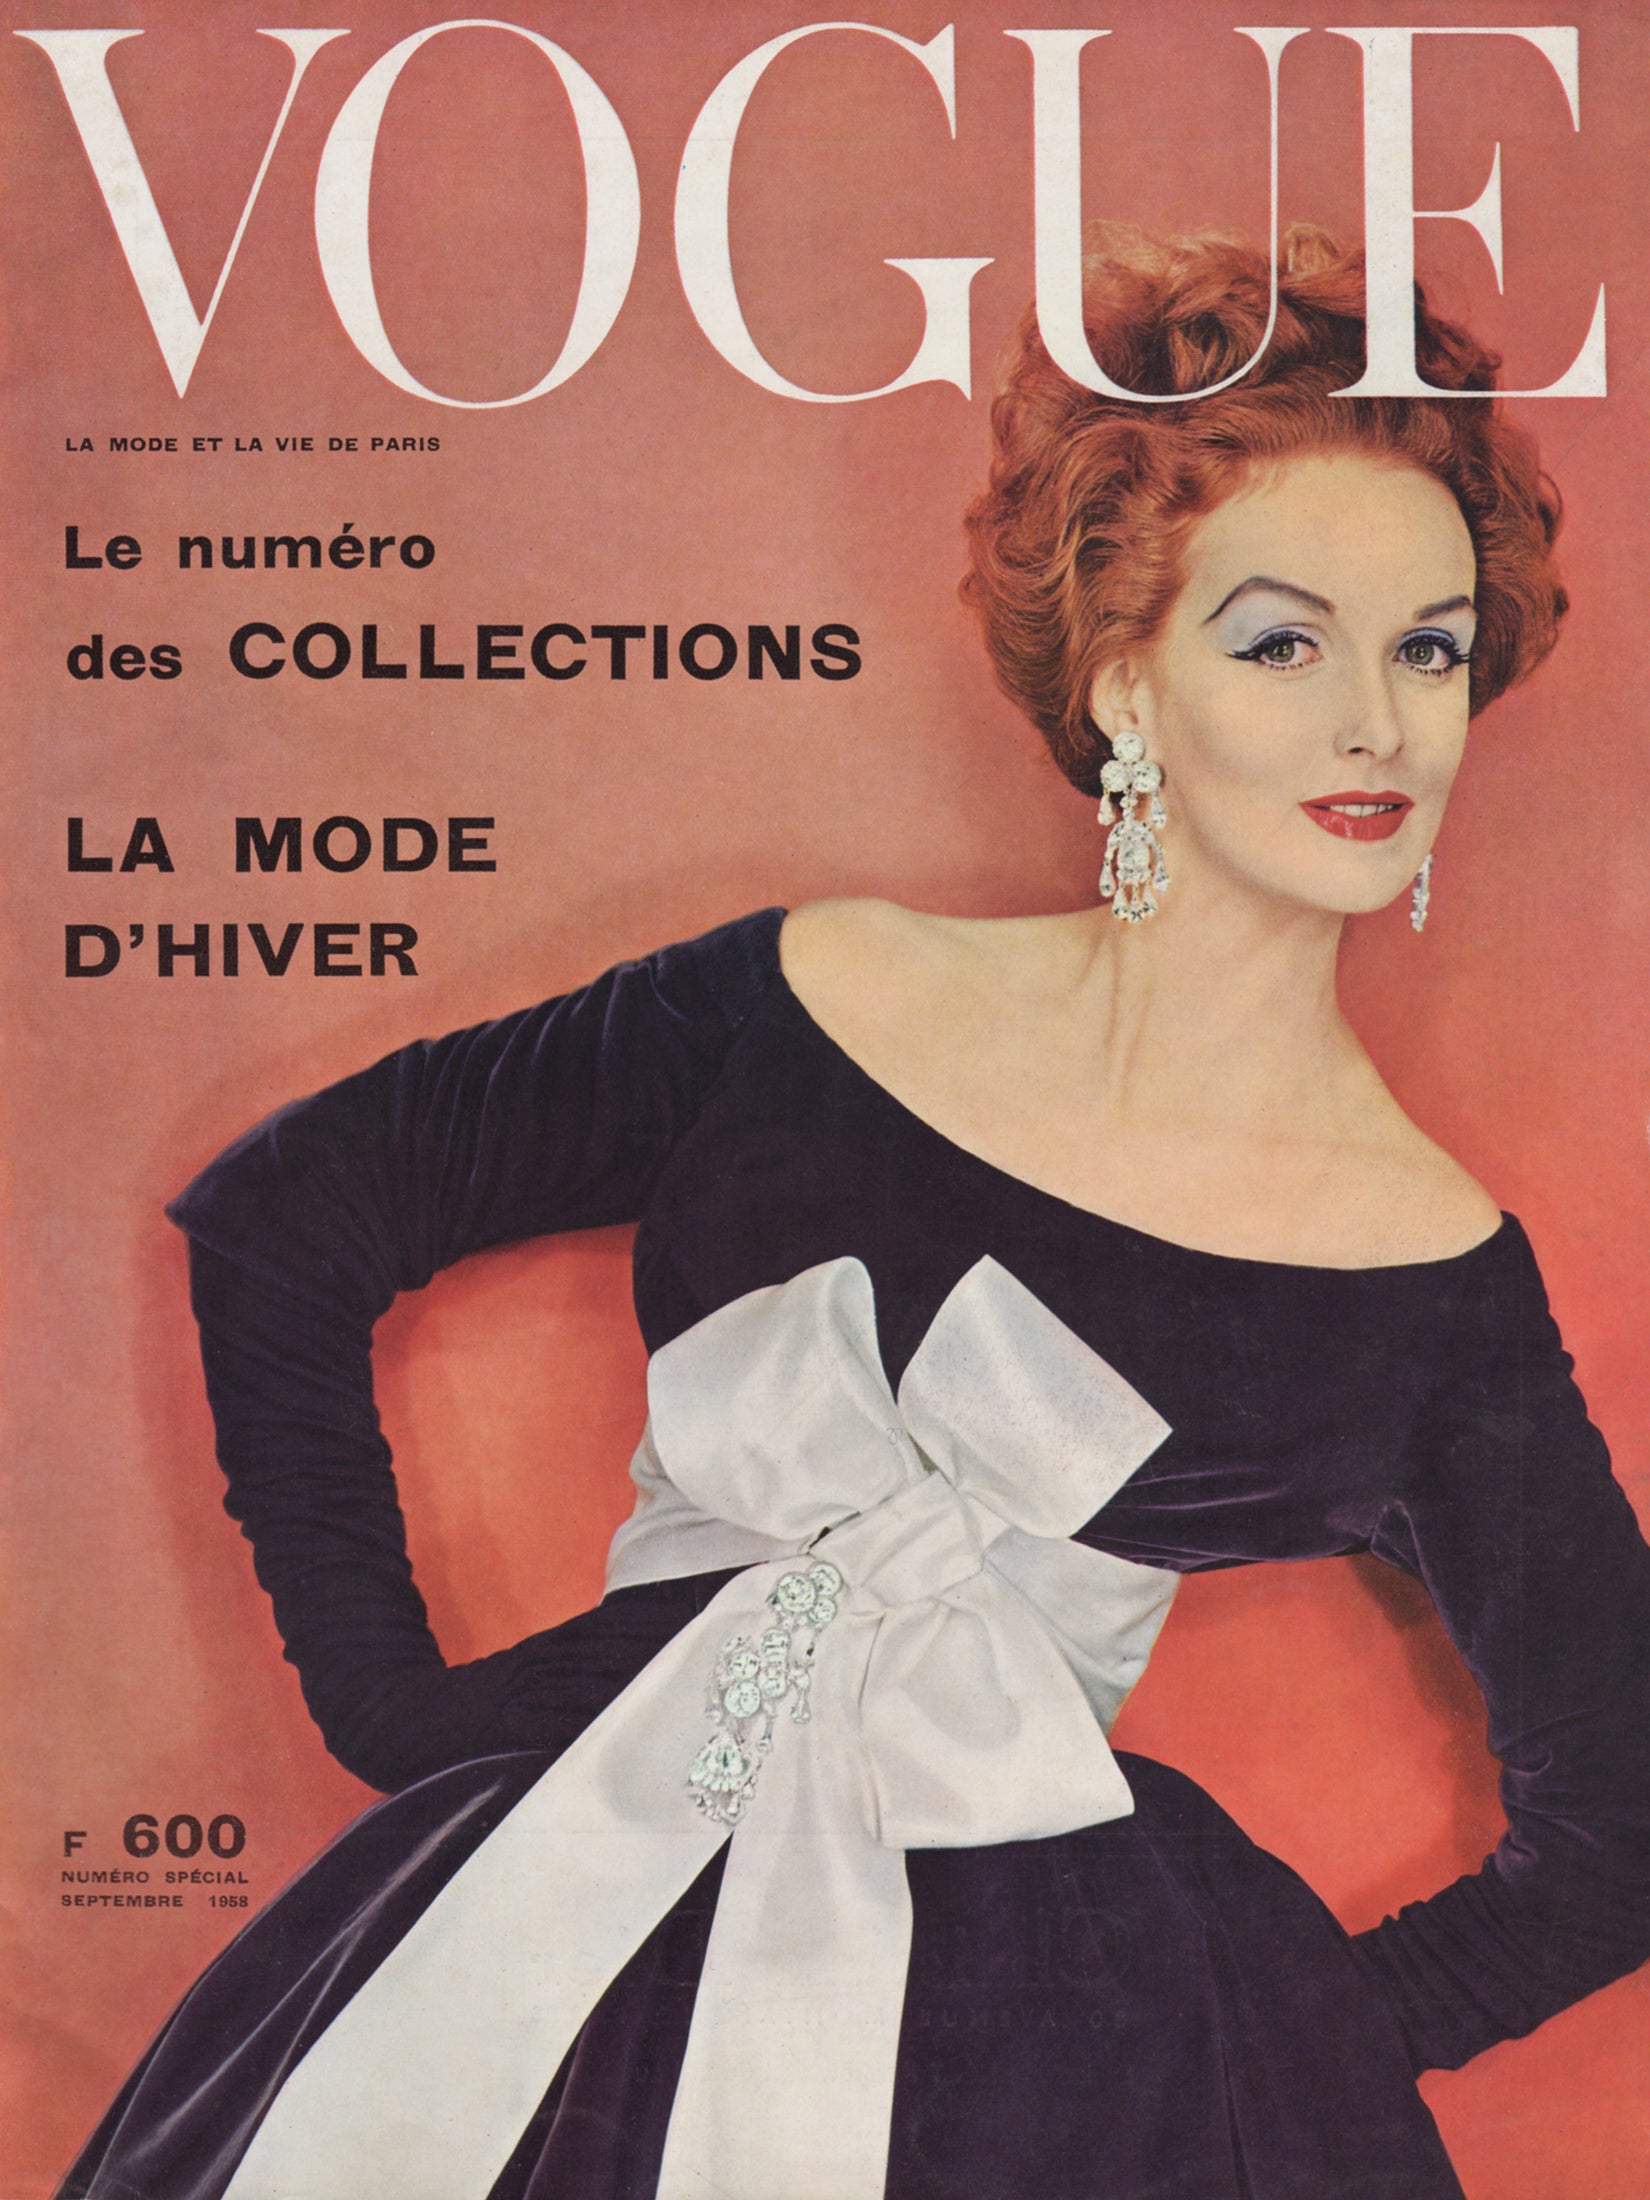 VOGUE
LA MODE ET LA VIE DE PARIS
Le numéro
des COLLECTIONS
LA MODE
D'HIVER
F 600
NUMÉRO SPÉCIAL
SEPTEMBRE 1958